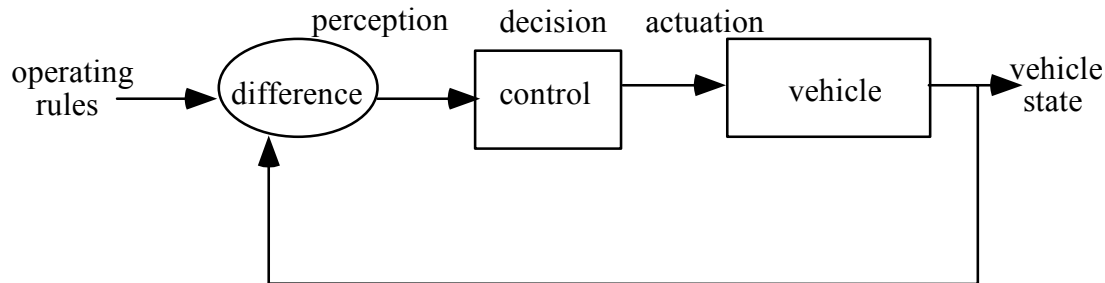 perception
decision
actuation
operating
rules
difference
control
vehicle
vehicle
state